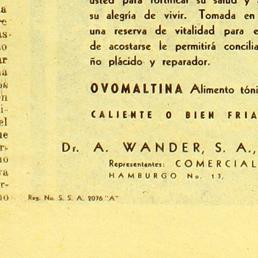 usted para fortificar su salud y
su alegría de vivir. Tomada en
una reserva de vitalidad para e
de acostarse le permitirá concilia
ño plácido y reparador.
OVOMALTINA Alimento tóni
CALIENTE O BIEN FRIA
Dr. A. WANDER, S. A.,
Representantes: COMERCIAL
HAMBURGO No. 13,
Reg. No. S. S. A. 2076 "A"